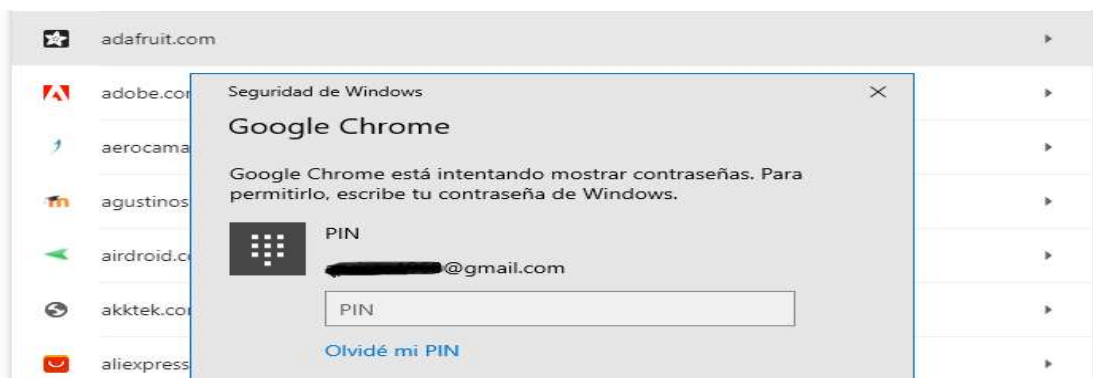 adafruit.com
adobe.cor
Seguridad de Windows
Google Chrome
aerocama
Google Chrome está intentando mostrar contraseñas. Para
permitirlo, escribe tu contraseña de Windows.
agustinos
PIN
airdroid.c
@gmail.com
akktek.co
PIN
Olvidé mi PIN
aliexpress